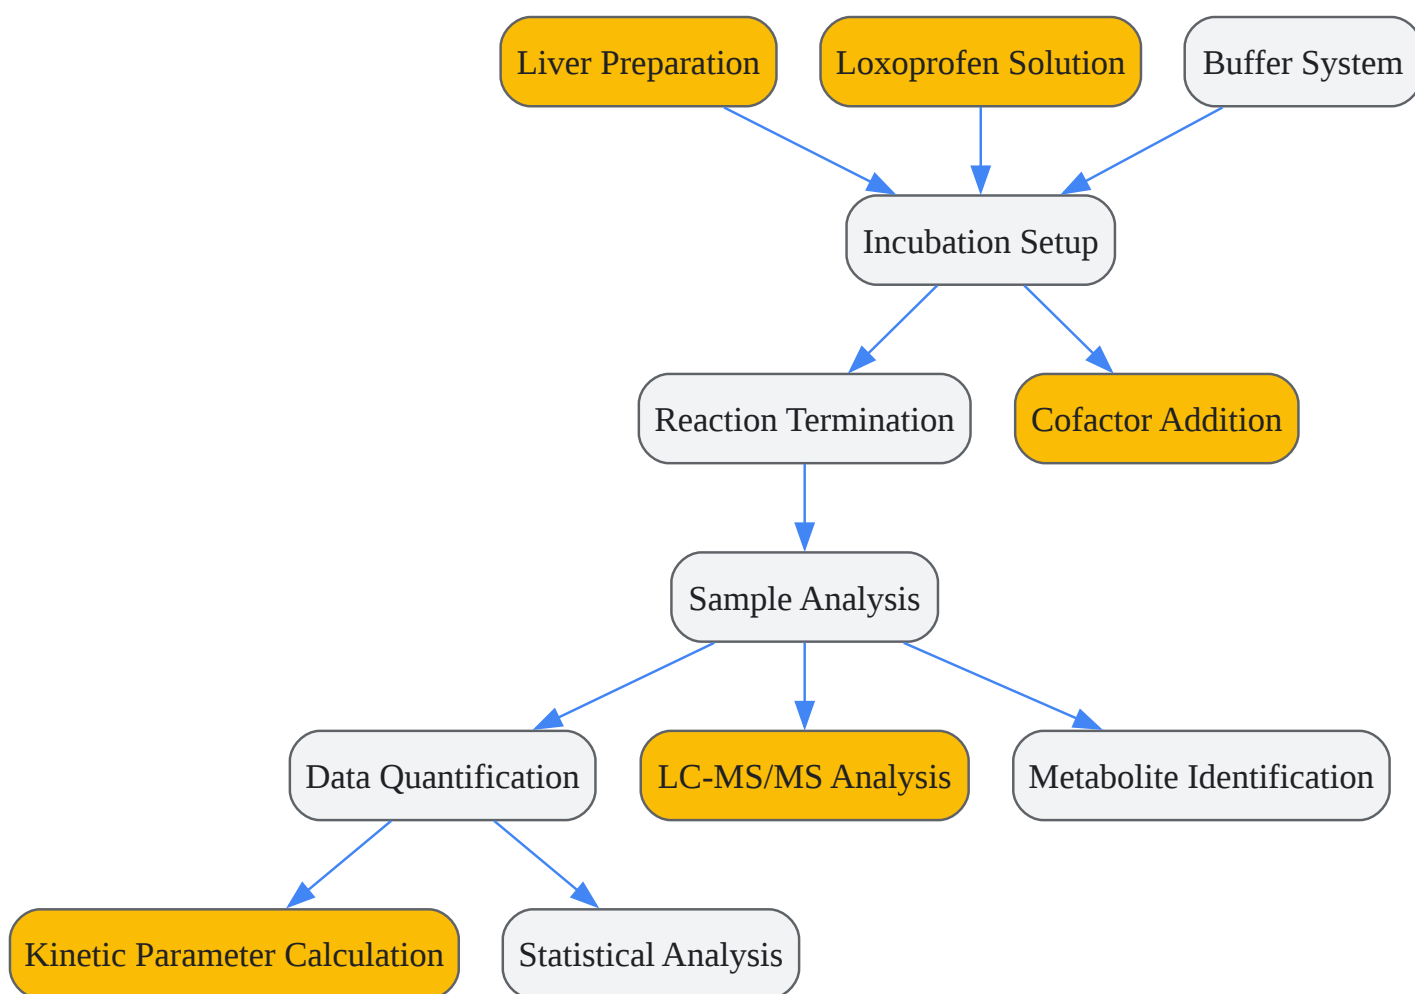 Liver Preparation
Loxoprofen Solution
Buffer System
Incubation Setup
Reaction Termination
Cofactor Addition
Sample Analysis
Data Quantification
LC-MS/MS Analysis
Metabolite Identification
Kinetic Parameter Calculation
Statistical Analysis